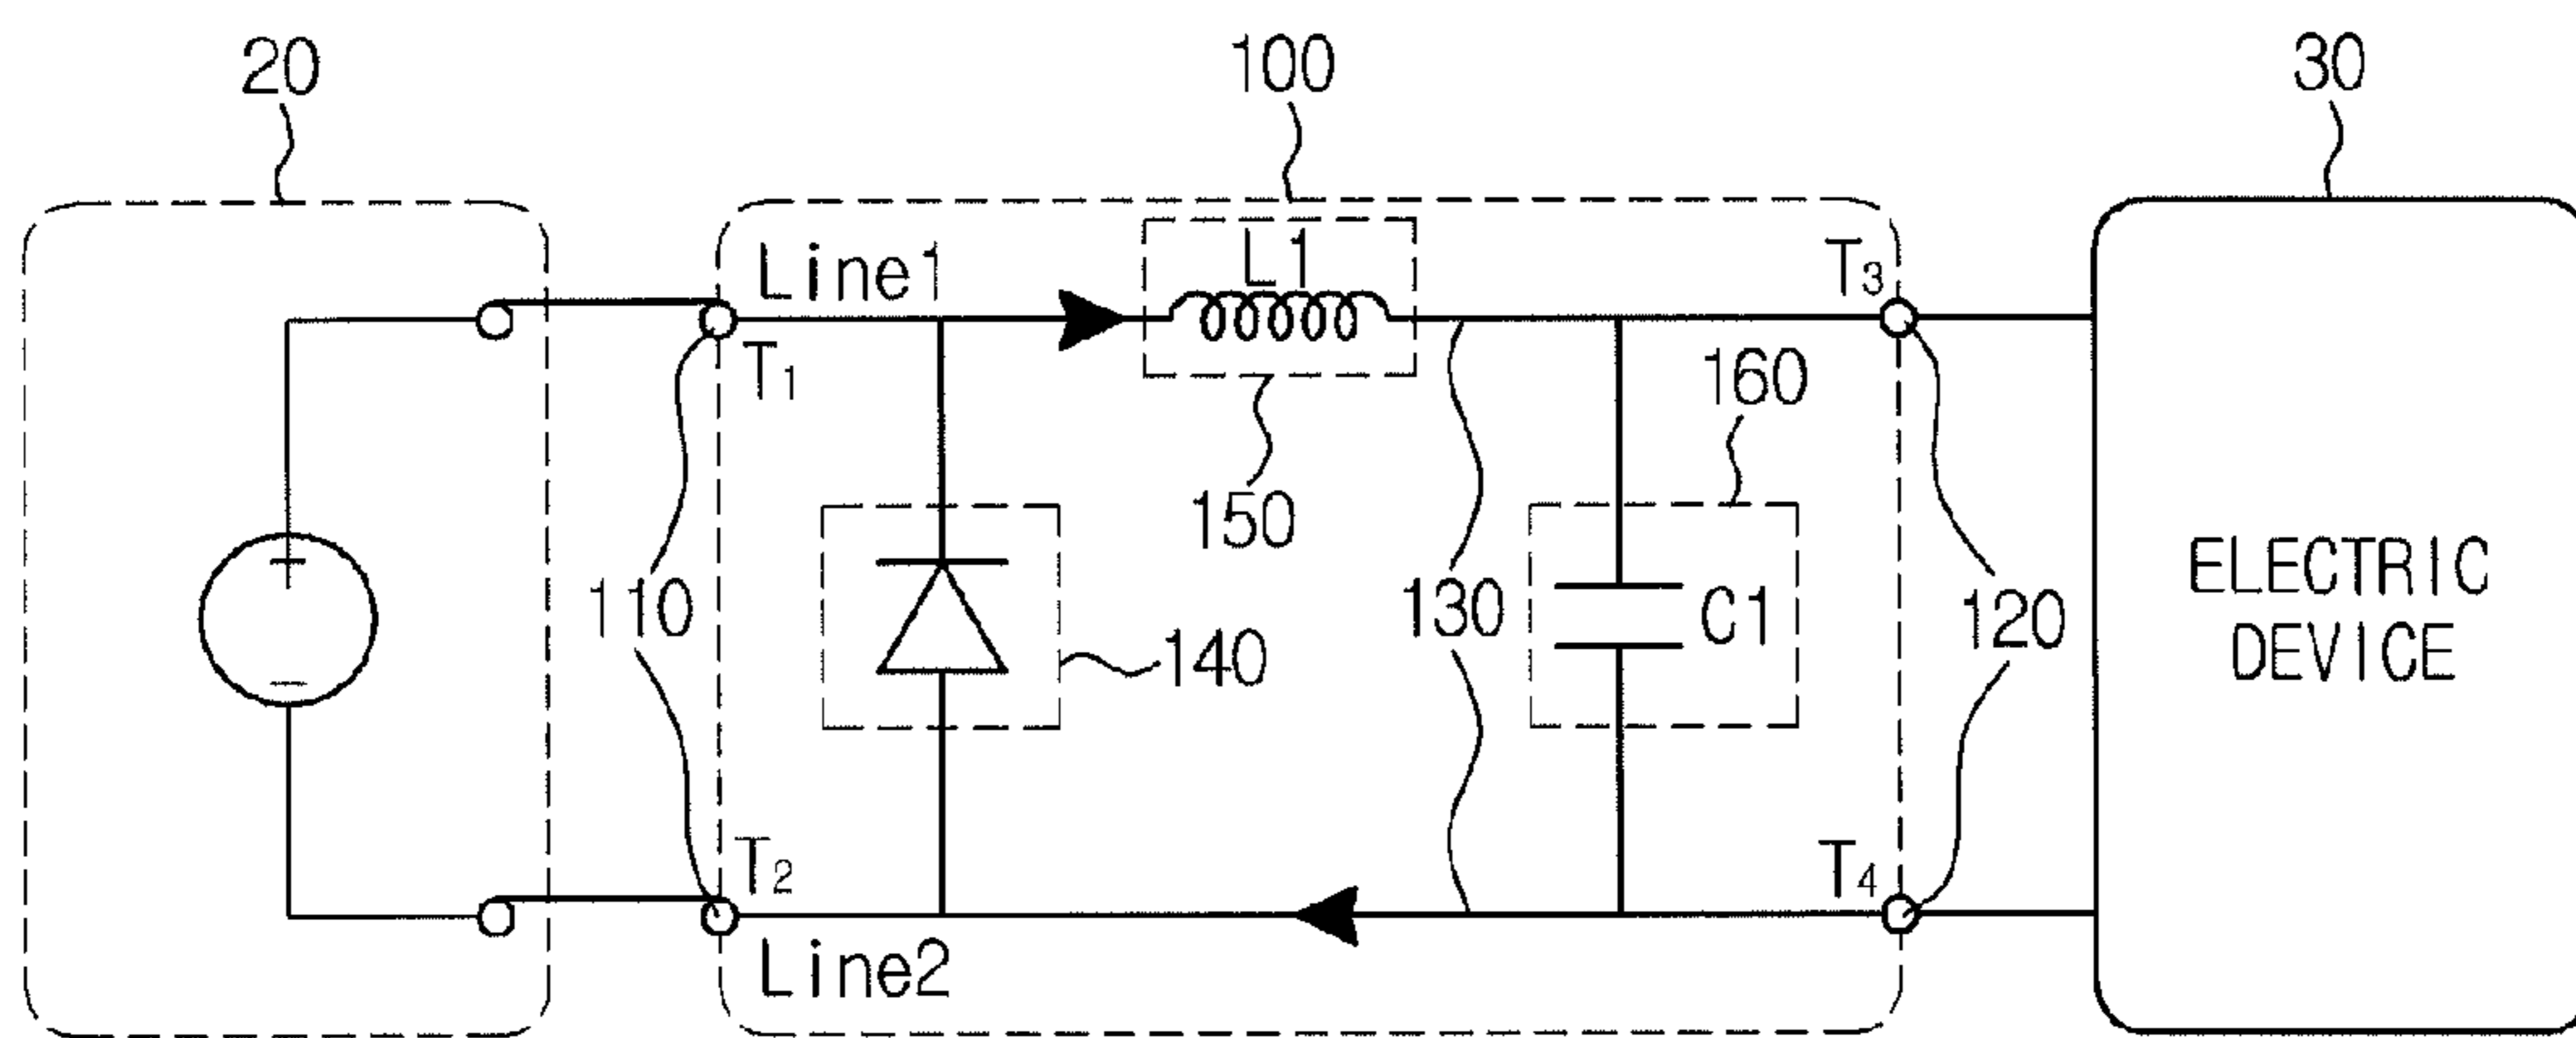 20
100
30
Line1
L1
T3
T1
160
150
+
110
130
C1
120
ELECTRIC
DEVICE
140
−
T2
T4
Line2